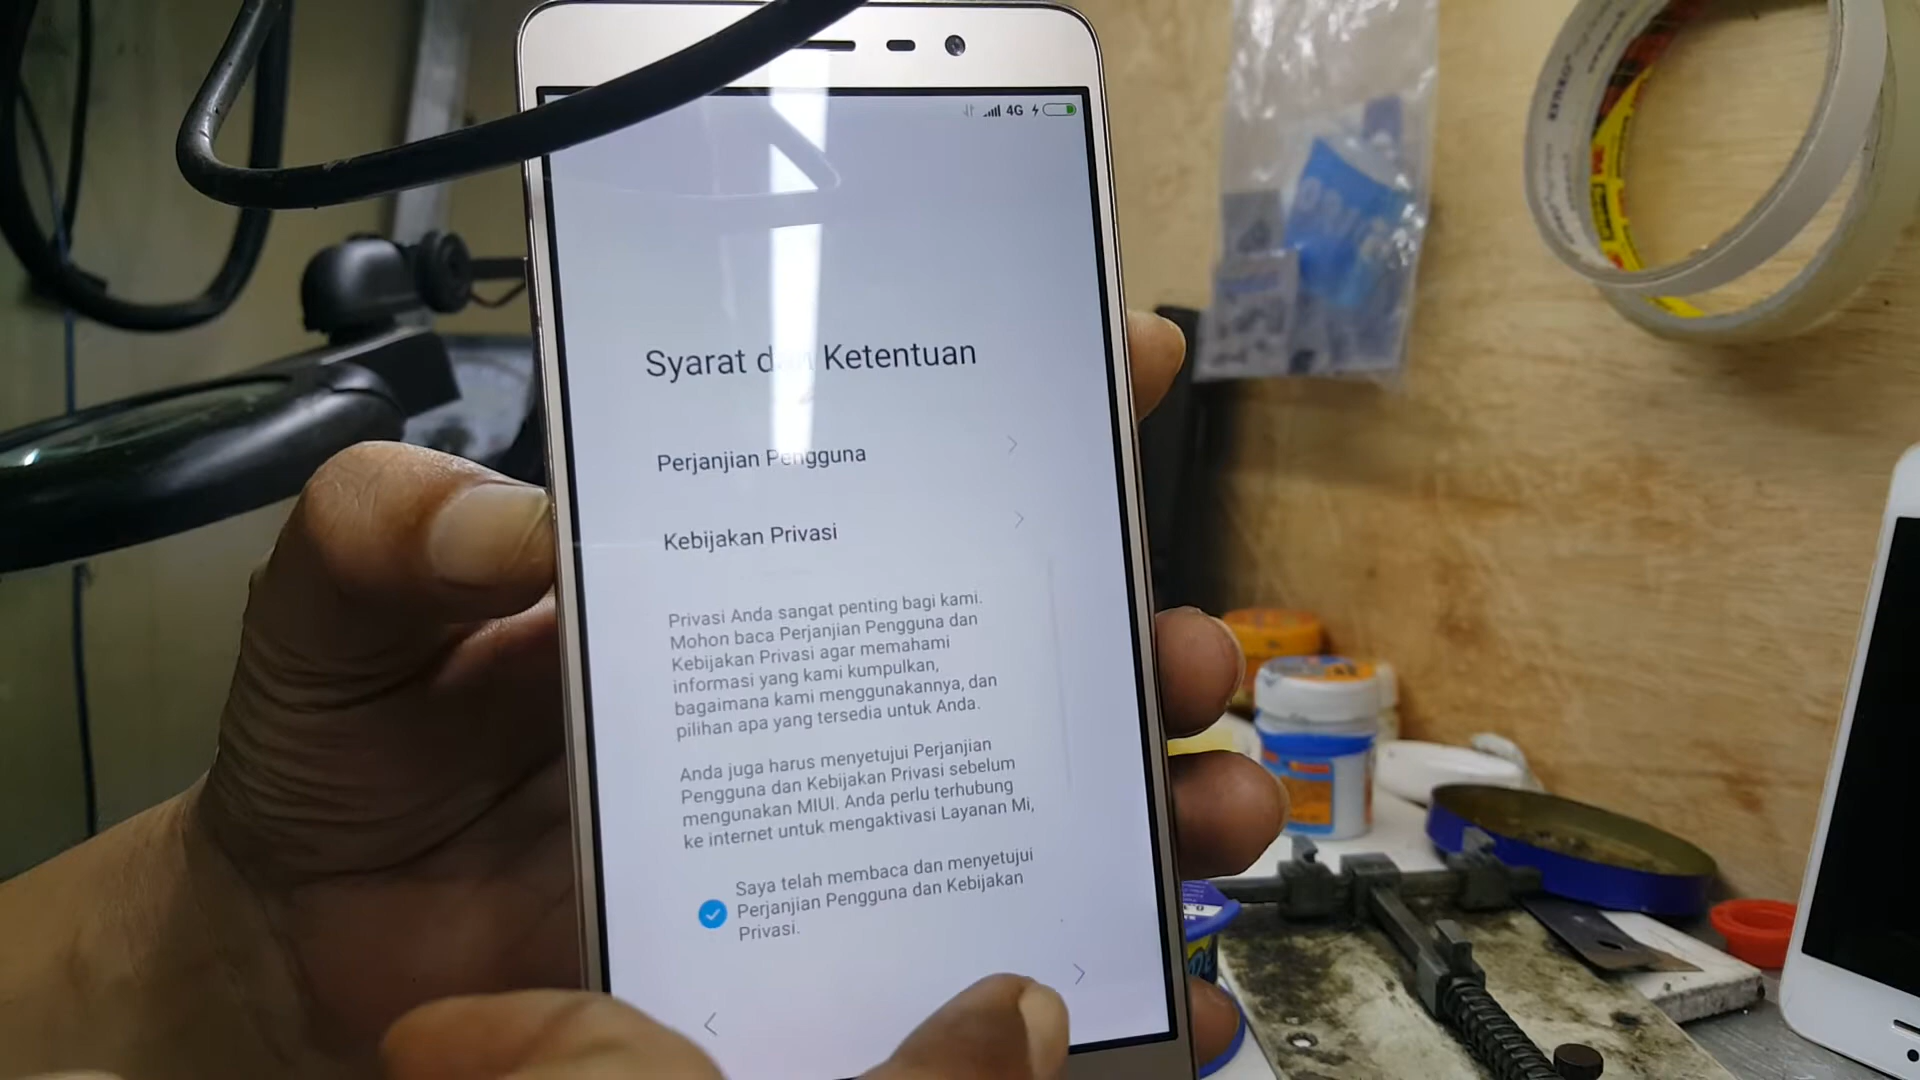 4G
Syarat dan Ketentuan
Perjanjian Pengguna
Kebijakan Privasi
Privasi Anda sangat penting bagi kami.
Mohon baca Perjanjian Pengguna dan
Kebijakan Privasi agar memahami
informasi yang kami kumpulkan,
bagaimana kami menggunakannya, dan
pilihan apa yang tersedia untuk Anda.
Anda juga harus menyetujui Perjanjian
Pengguna dan Kebijakan Privasi sebelum
mengunakan MIUI. Anda perlu terhubung
ke internet untuk mengaktivasi Layanan Mi,
Saya telah membaca dan menyetujui
Perjanjian Pengguna dan Kebijakan
Privasi.
3M